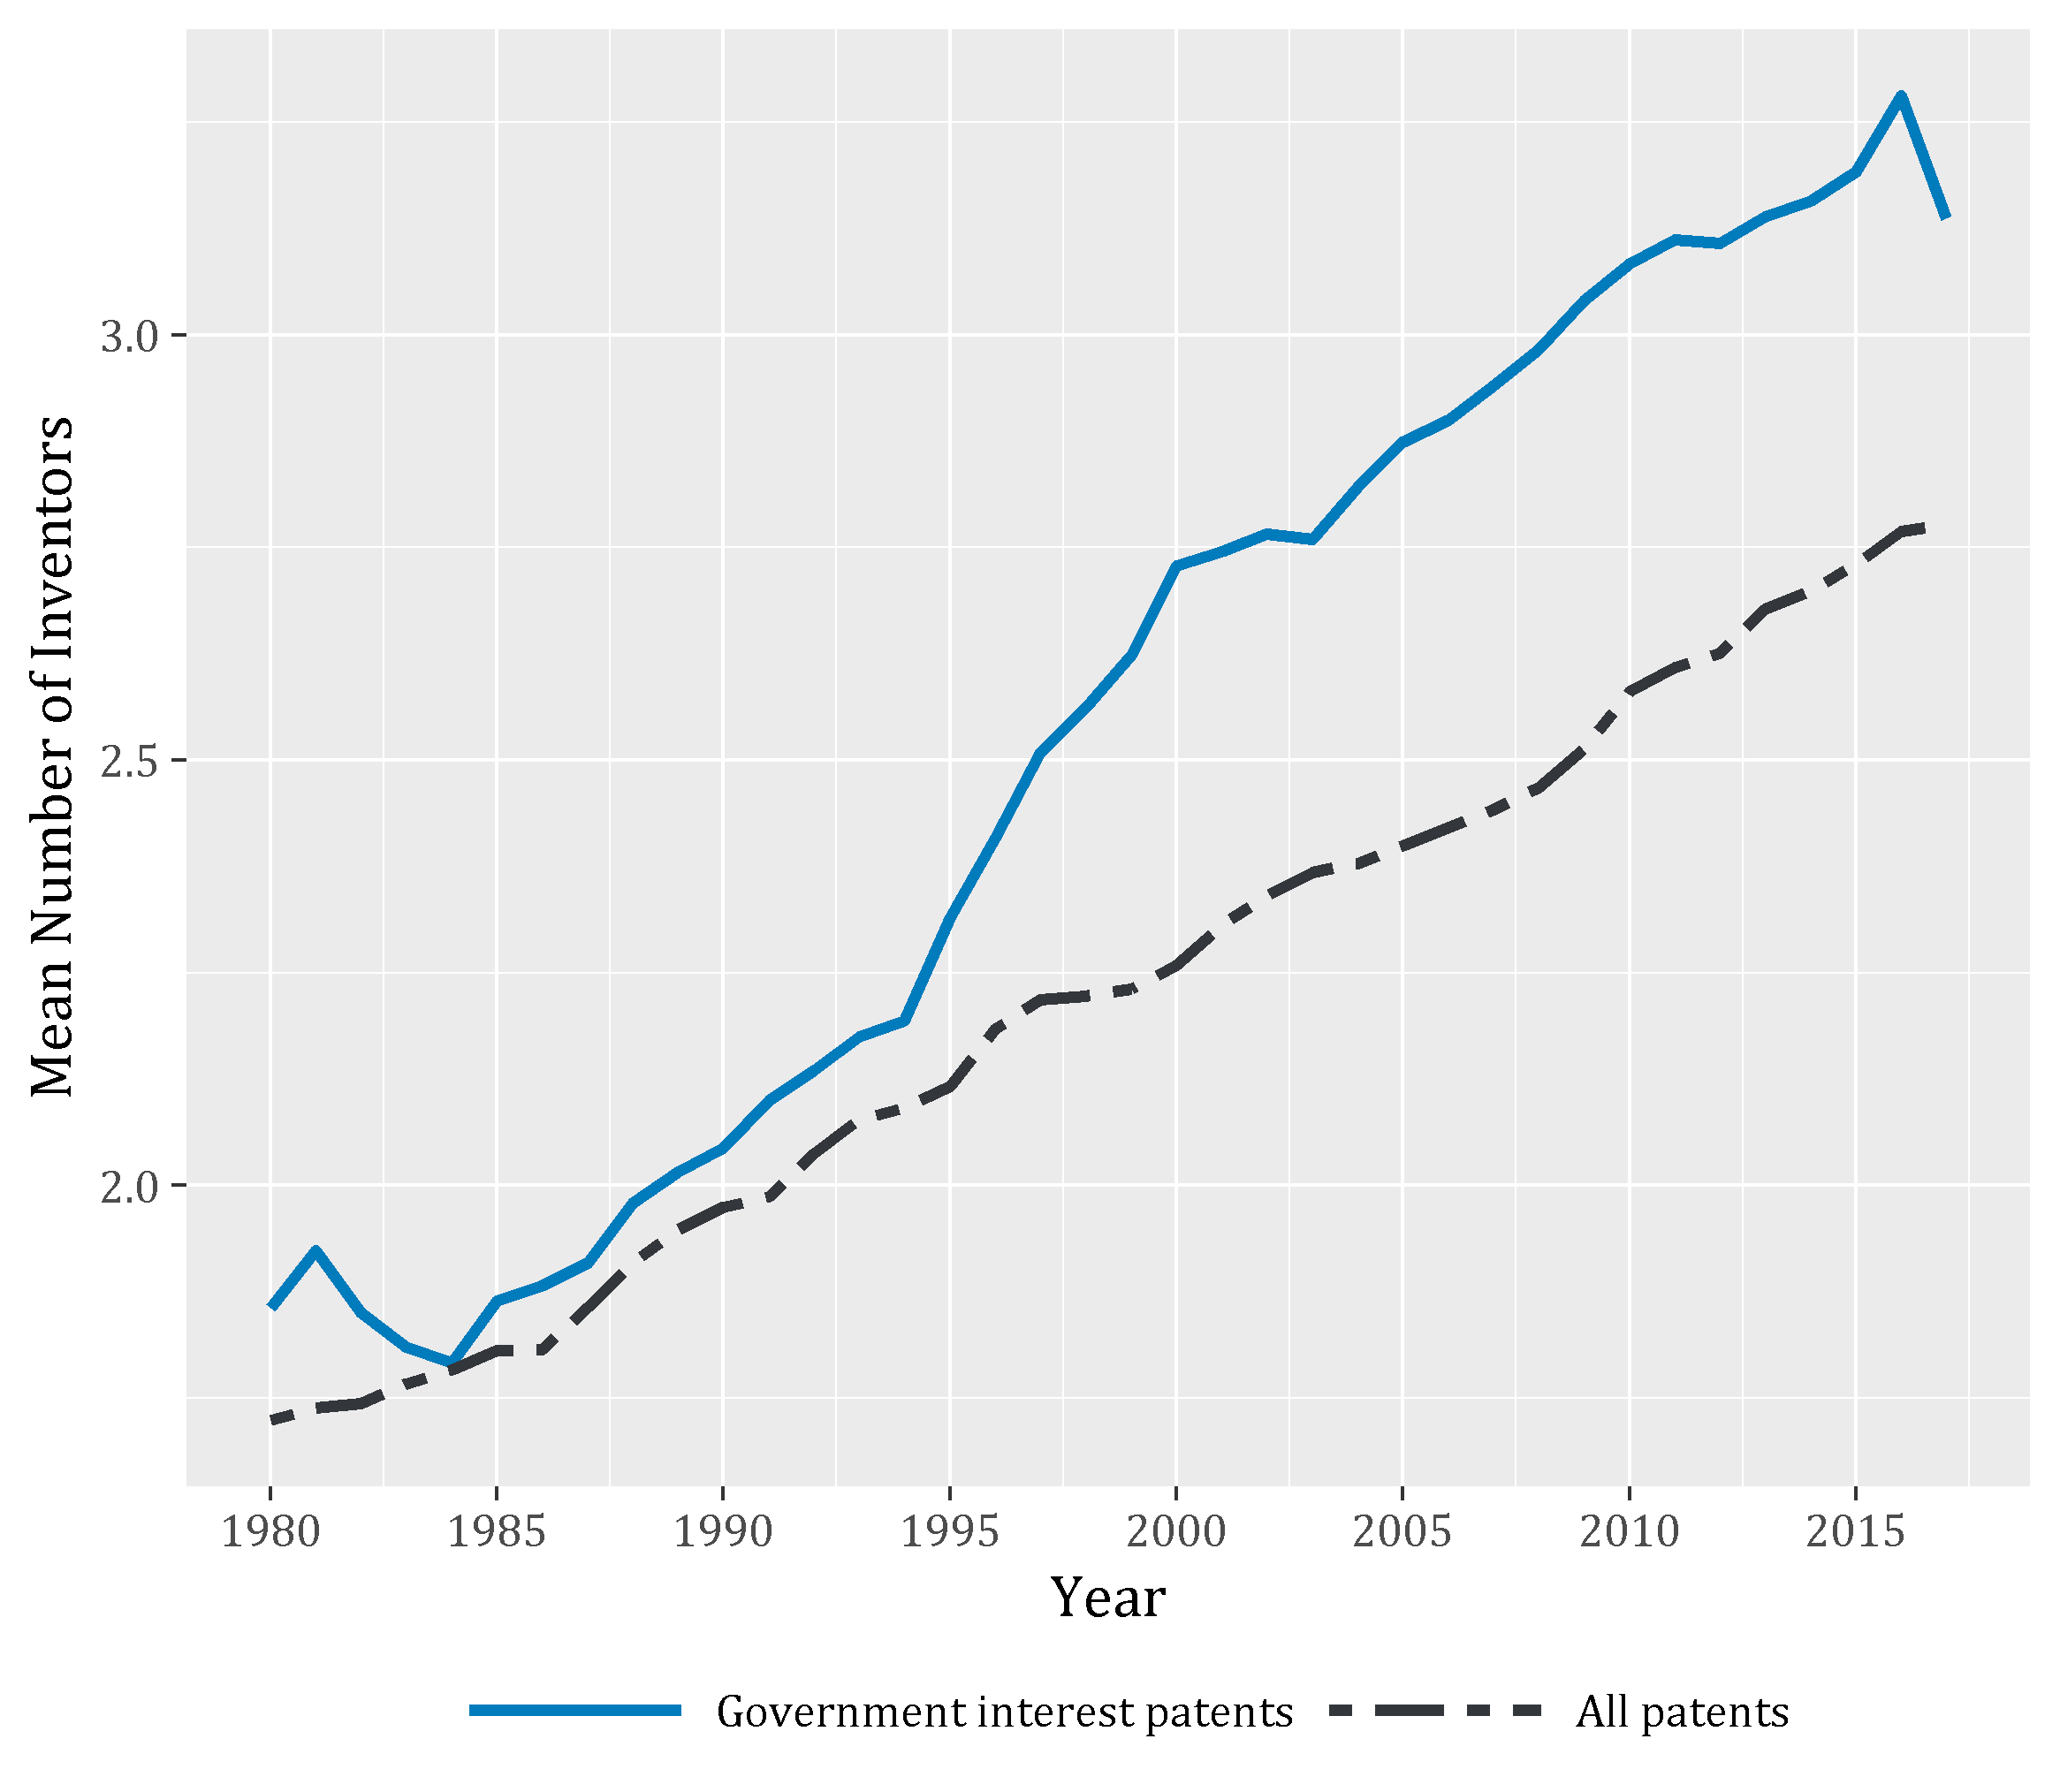 Mean Number of Inventors
3.0
2.5
2.0
1980 1985 1990 1995 2000 2005 2010 2015
Year
Government interest patents All patents